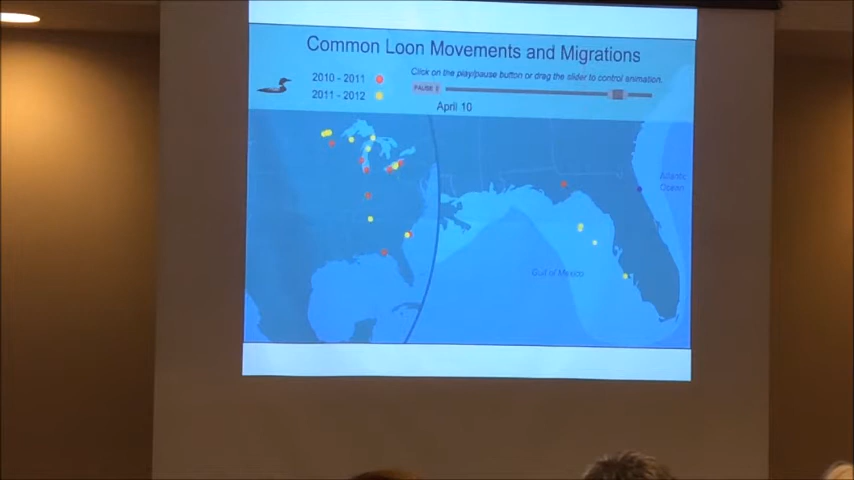 Common Loon Movements and Migrations
2010 - 2011
2011 - 2012
Click on the play/pause button or drag the slider to control animation.
PAUSE
April 10
Atlantic
Ocean
Gulf of Mexico